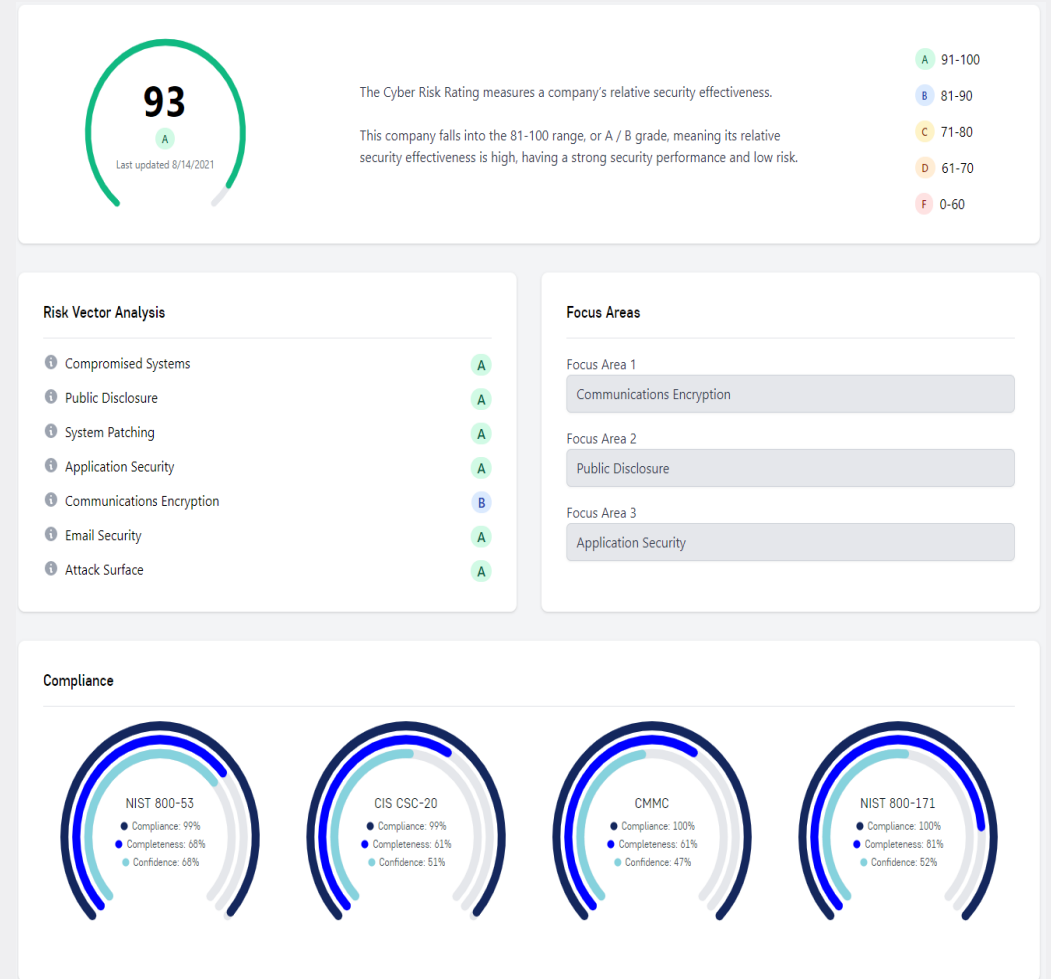 93
A
Last updated 8/14/2021
The Cyber Risk Rating measures a company's relative security effectiveness.
This company falls into the 81-100 range, or A / B grade, meaning its relative
security effectiveness is high, having a strong security performance and low risk.
A 91-100
B 81-90
C 71-80
D 61-70
F 0-60
Risk Vector Analysis
Compromised Systems A
Public Disclosure A
System Patching A
Application Security A
Communications Encryption B
Email Security A
Attack Surface A
Focus Areas
Focus Area 1
Communications Encryption
Focus Area 2
Public Disclosure
Focus Area 3
Application Security
Compliance
NIST 800-53
Compliance: 99%
Completeness: 68%
Confidence: 68%
CIS CSC-20
Compliance: 99%
Completeness: 61%
Confidence: 51%
CMMC
Compliance: 100%
Completeness: 61%
Confidence: 47%
NIST 800-171
Compliance: 100%
Completeness: 81%
Confidence: 52%